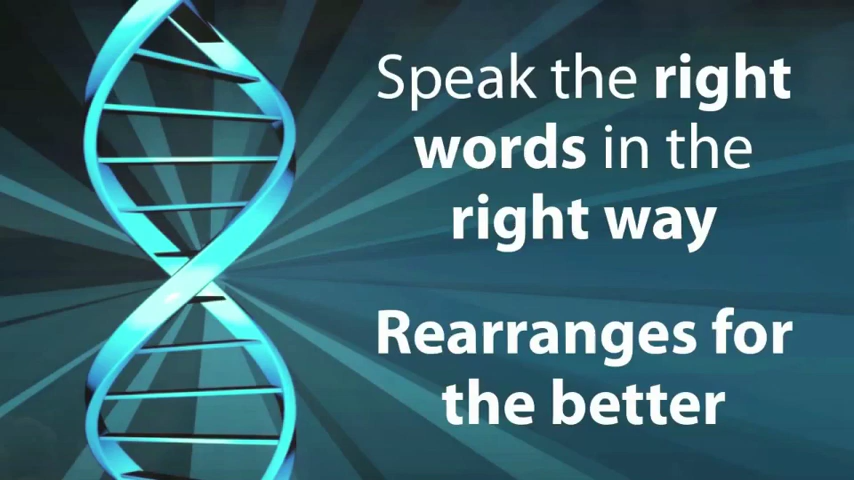 Speak the right
words in the
right way
Rearranges for
the better